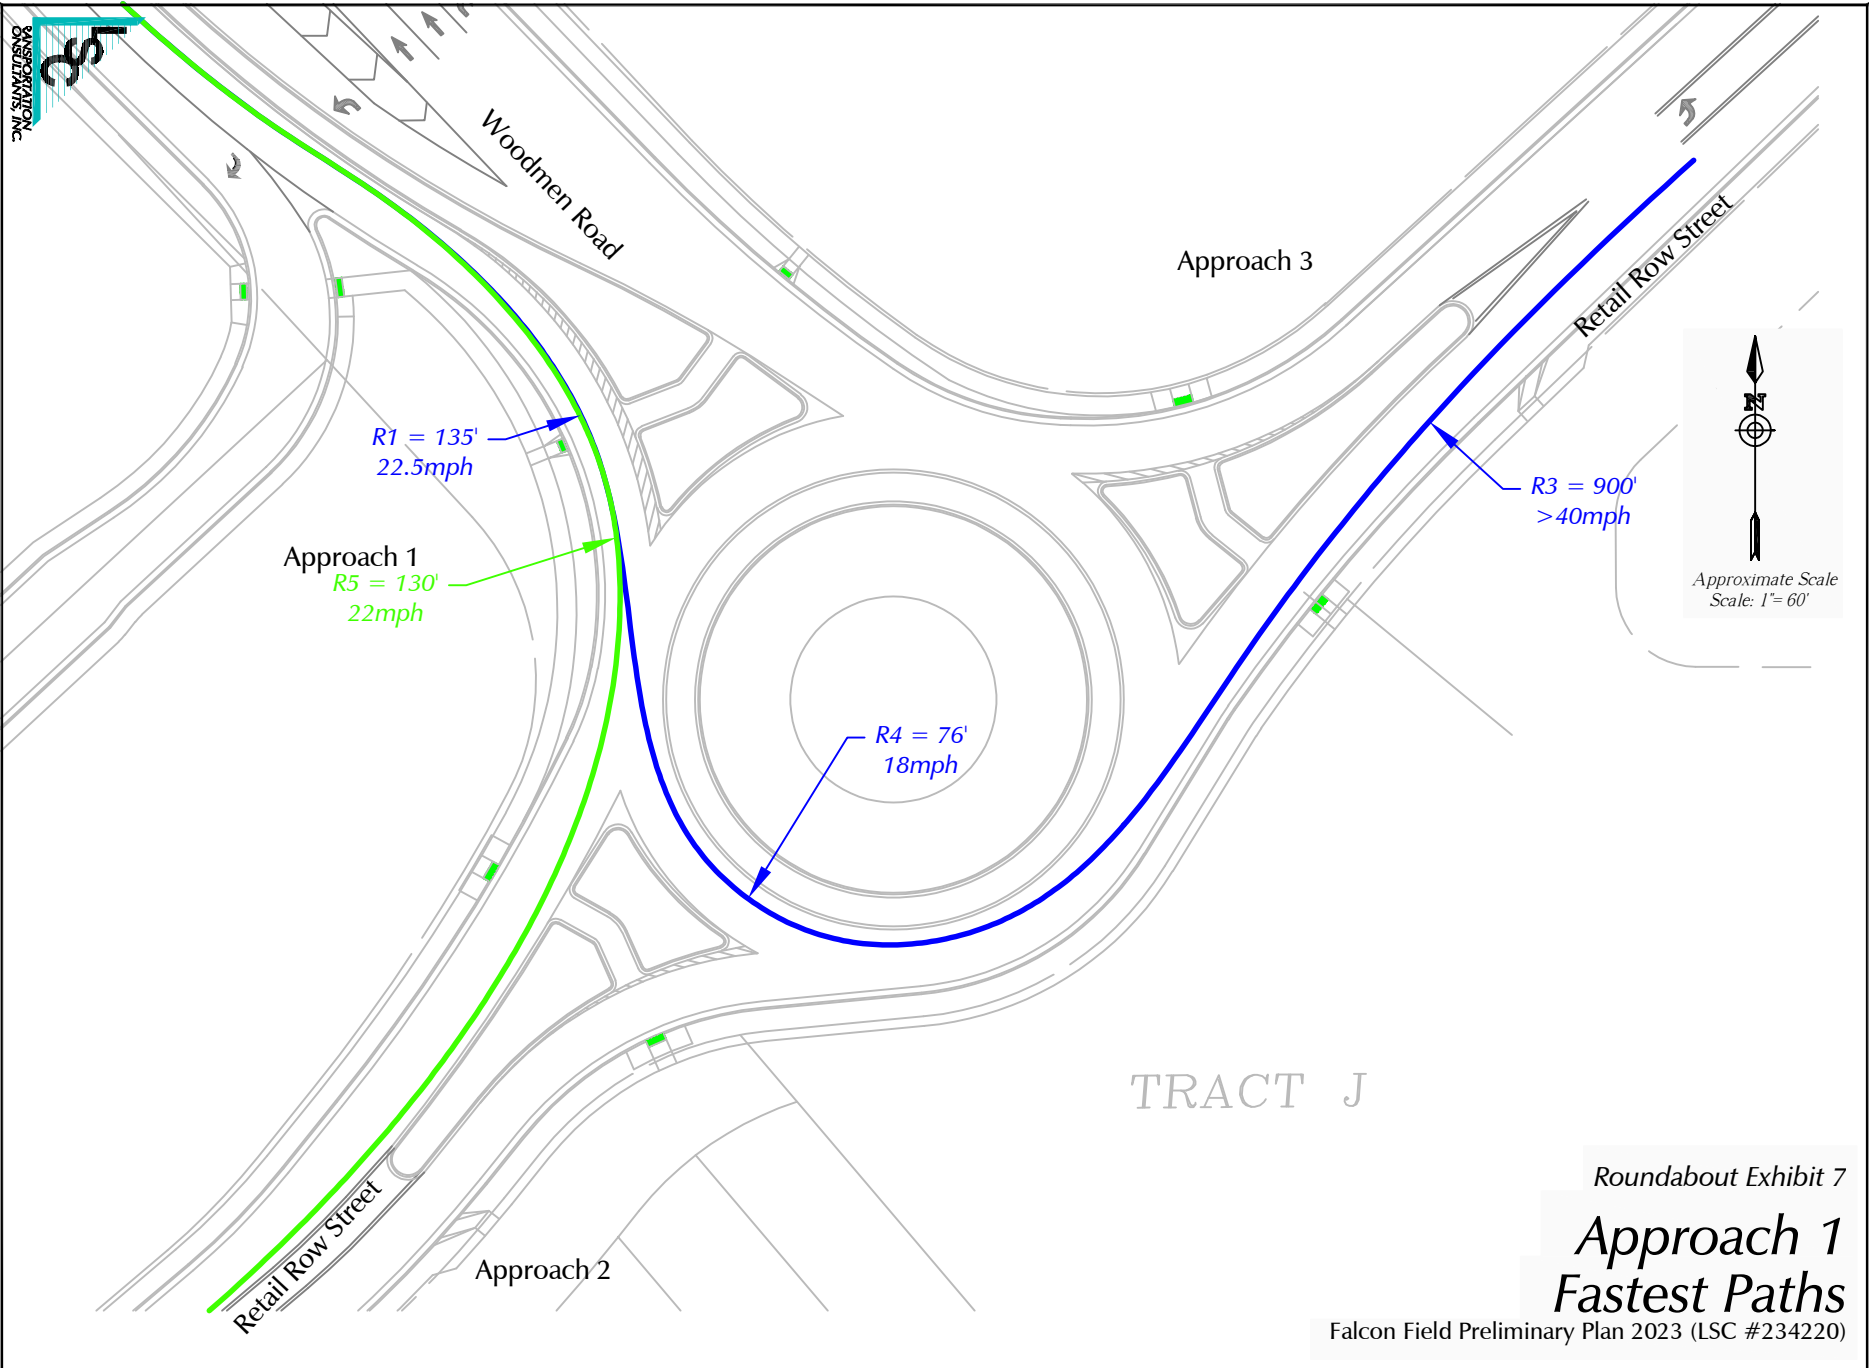 LSC
RANSPORTATION
ONSULTANTS, INC.
Woodmen Road
Approach 3
Retail Row Street
N
R1 = 135'
22.5mph
R3 = 900'
>40mph
Approach 1
R5 = 130'
22mph
Approximate Scale
Scale: 1"= 60'
R4 = 76'
18mph
TRACT J
Retail Row Street
Approach 2
Roundabout Exhibit 7
Approach 1
Fastest Paths
Falcon Field Preliminary Plan 2023 (LSC #234220)